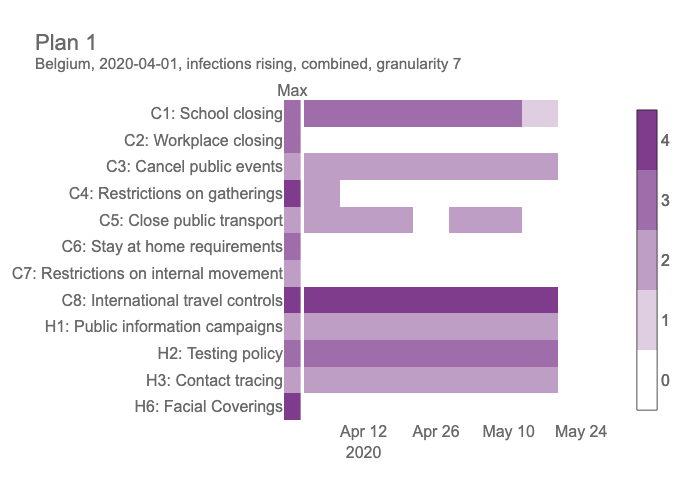 Plan 1
Belgium, 2020-04-01, infections rising, combined, granularity 7
Max
C1: School closing
C2: Workplace closing
C3: Cancel public events
C4: Restrictions on gatherings
C5: Close public transport
C6: Stay at home requirements
C7: Restrictions on internal movement
C8: International travel controls
H1: Public information campaigns
H2: Testing policy
H3: Contact tracing
H6: Facial Coverings
Apr 12 Apr 26 May 10 May 24
2020
4
3
2
1
0